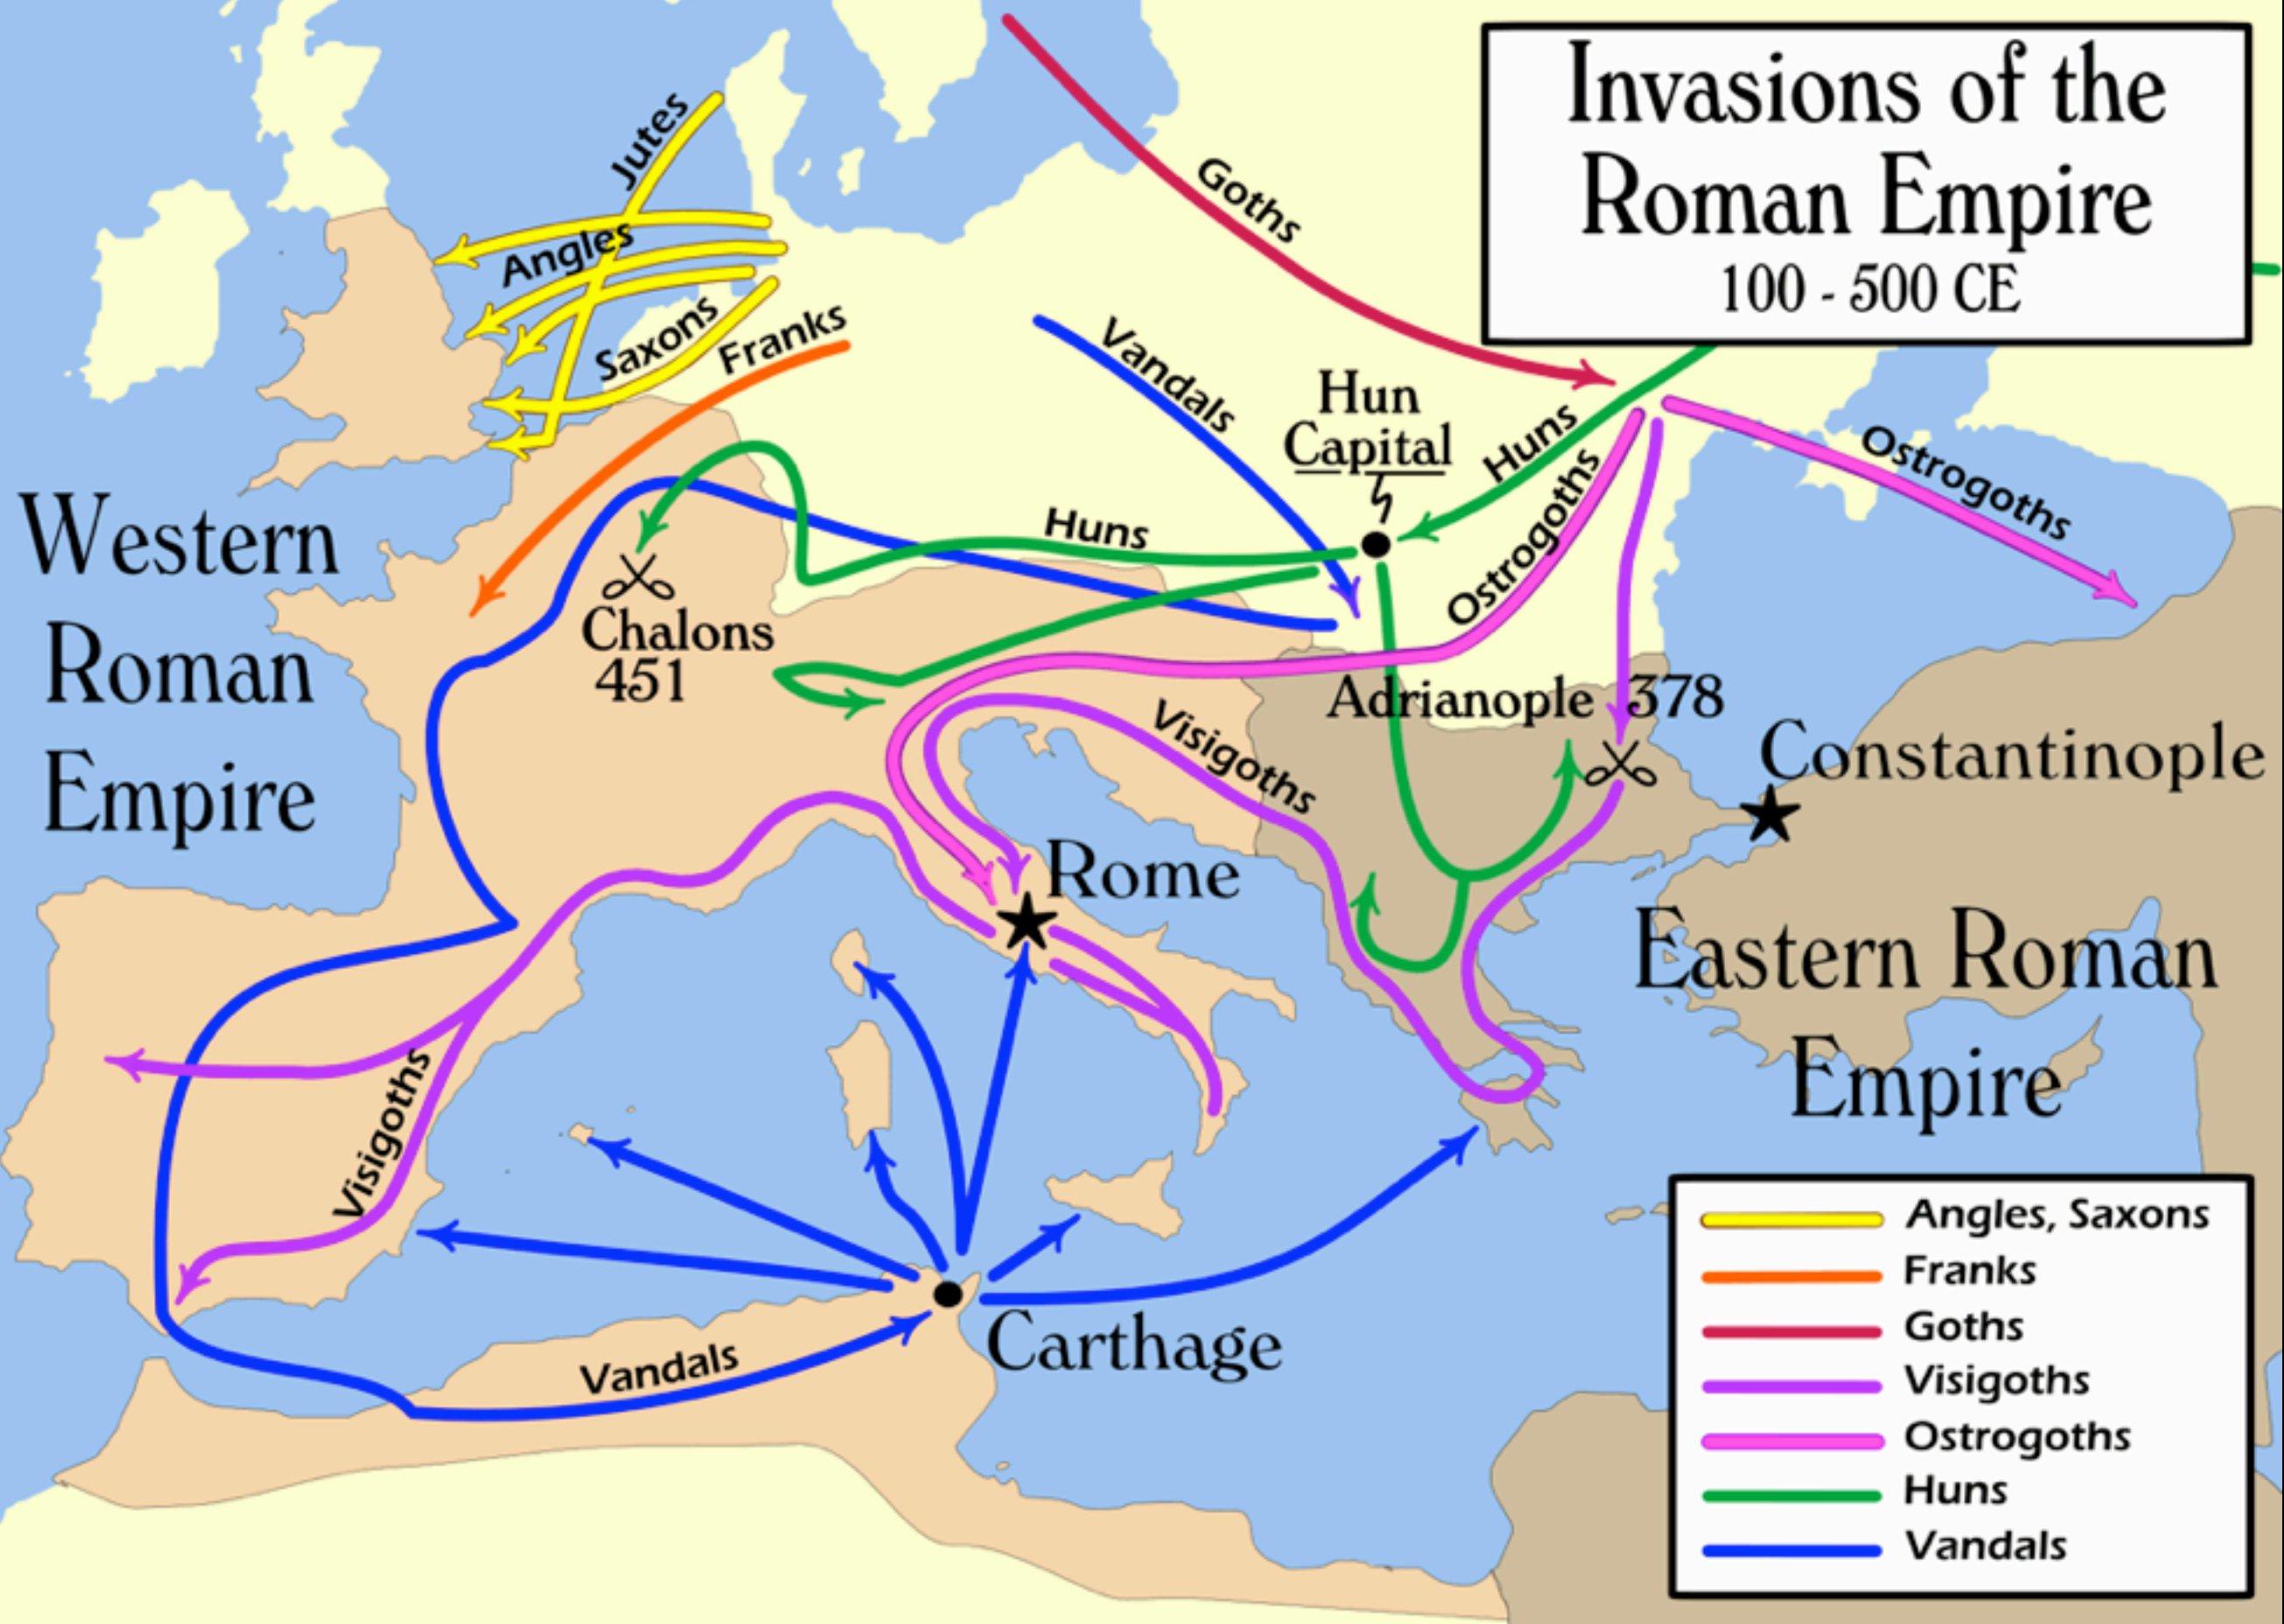 Invasions of the
Roman Empire
100 - 500 CE
Jutes
Angles
Saxons
Franks
Goths
Vandals
Hun
Capital
Huns
Ostrogoths
Ostrogoths
Huns
Western
Roman
Empire
Chalons
451
Visigoths
Adrianople 378
Constantinople
Rome
Eastern Roman
Empire
Visigoths
Vandals
Carthage
Angles, Saxons
Franks
Goths
Visigoths
Ostrogoths
Huns
Vandals